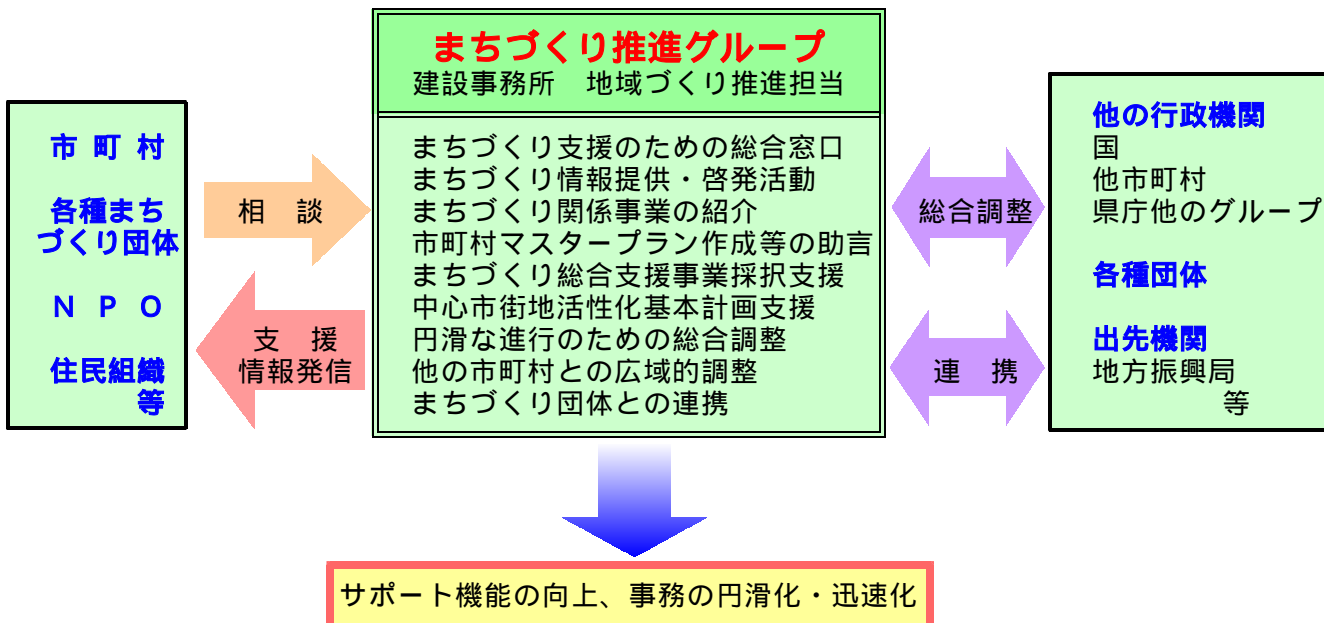 まちづくり推進グループ
建設事務所　地域づくり推進担当
市 町 村
各種まち
づくり団体
Ｎ Ｐ Ｏ
住民組織
等
相　談
支　援
情報発信
まちづくり支援のための総合窓口
まちづくり情報提供・啓発活動
まちづくり関係事業の紹介
市町村マスタープラン作成等の助言
まちづくり総合支援事業採択支援
中心市街地活性化基本計画支援
円滑な進行のための総合調整
他の市町村との広域的調整
まちづくり団体との連携
総合調整
連　携
他の行政機関
国
他市町村
県庁他のグループ
各種団体
出先機関
地方振興局
等
サポート機能の向上、事務の円滑化・迅速化